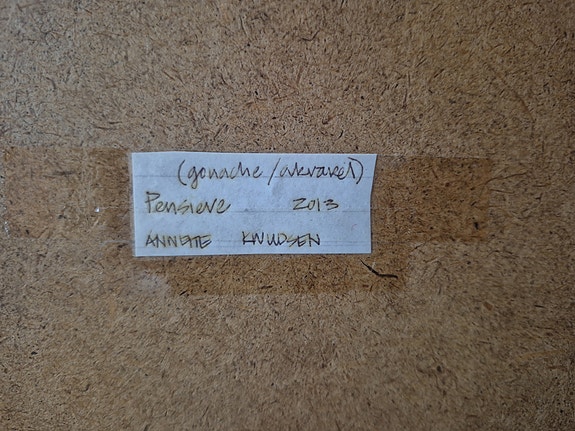 (gouache/akvarel)
Pensieve 2013
ANNETTE KNUDSEN